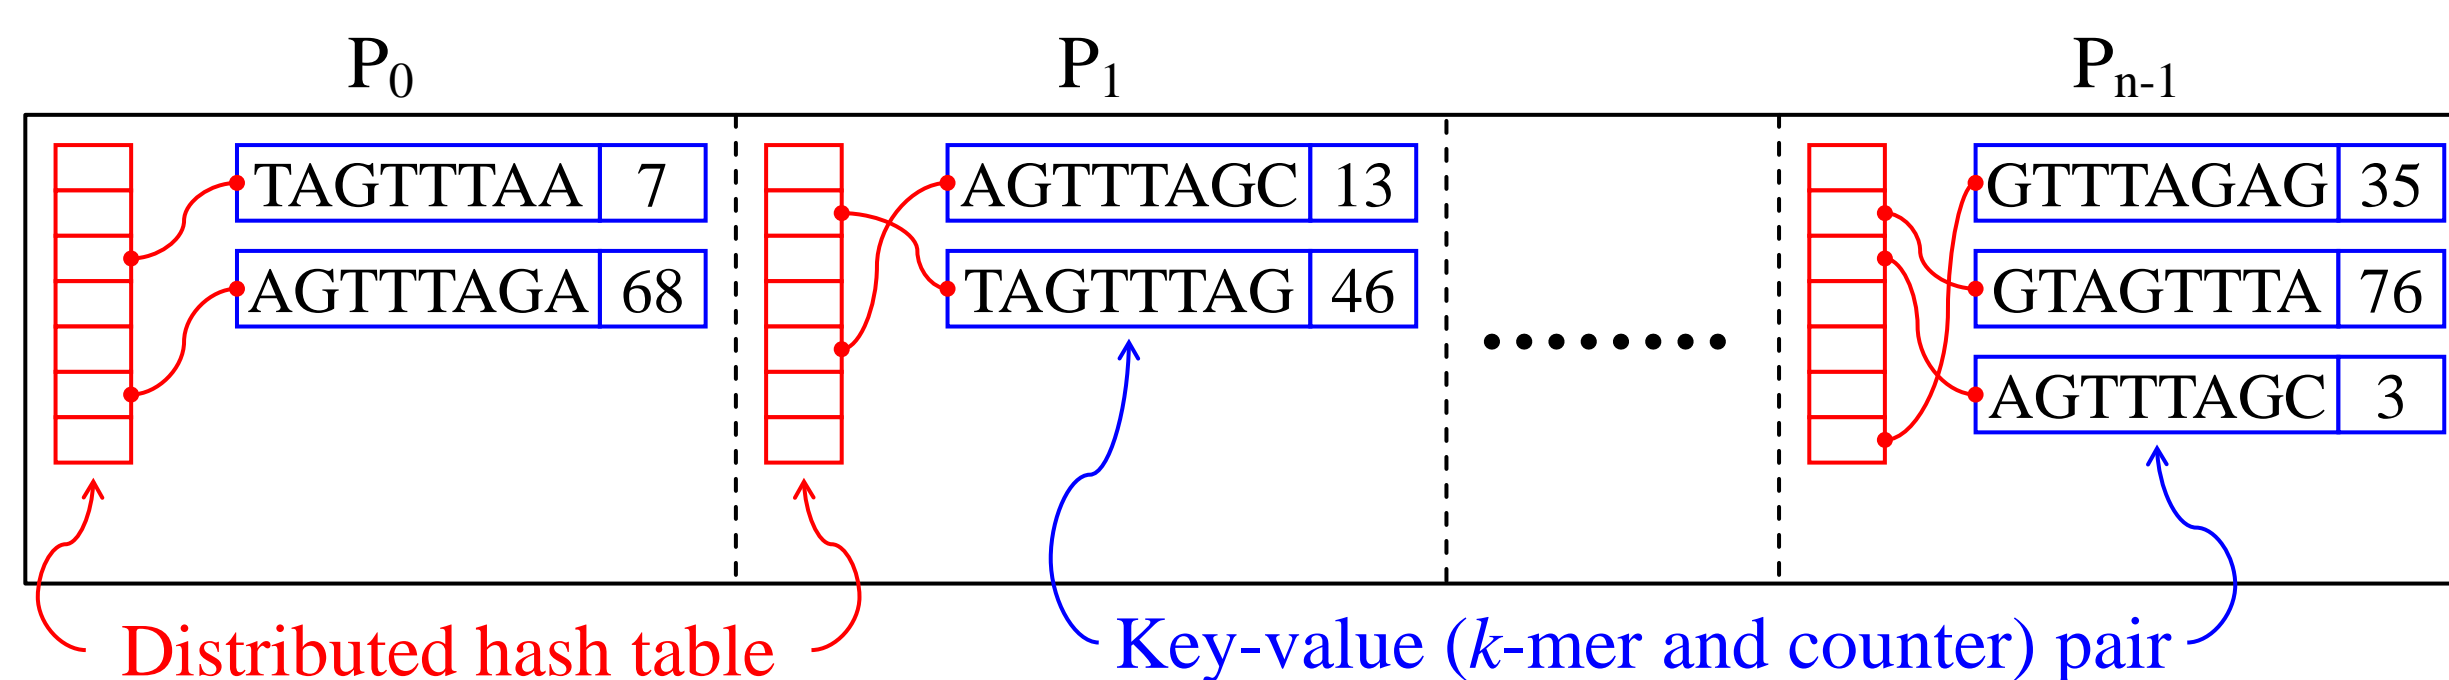 P0 P1 Pn-1
TAGTTTAA 7 AGTTTAGC 13 GTTTAGAG 35
AGTTTAGA 68 TAGTTTAG 46 GTAGTTTA 76
AGTTTAGC 3
Distributed hash table Key-value (k-mer and counter) pair